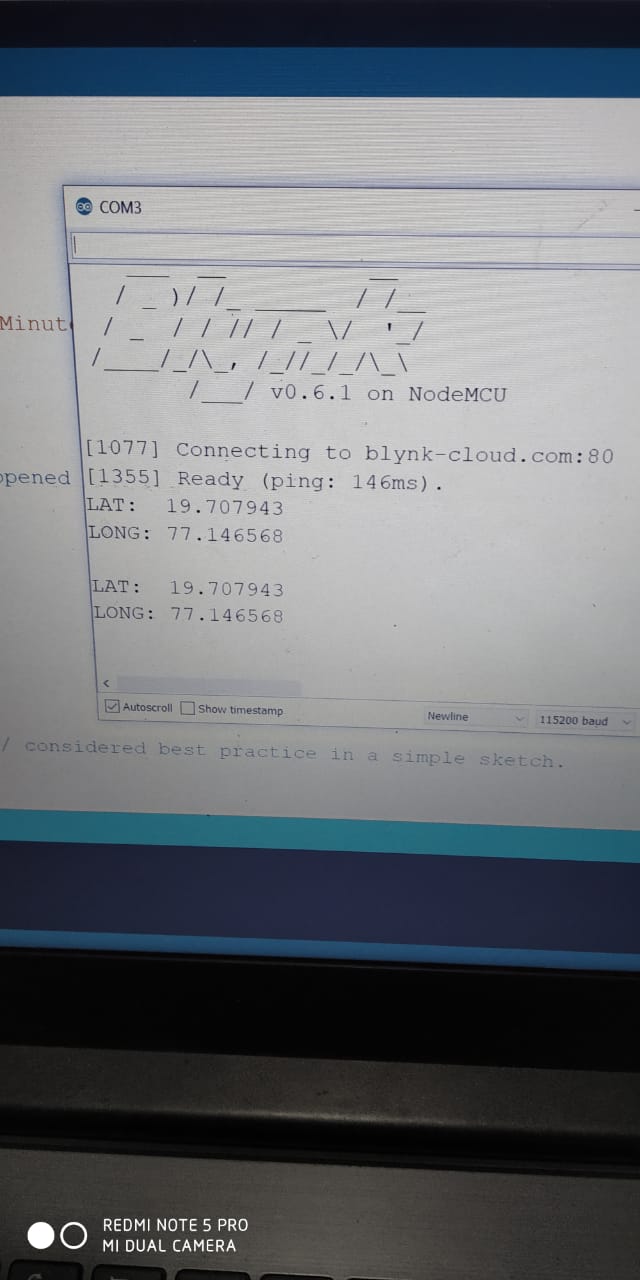 COM3
Minut
v0.6.1 on NodeMCU
[1077] Connecting to blynk-cloud.com:80
pened
[1355] Ready (ping: 146ms).
LAT: 19.707943
LONG: 77.146568
LAT: 19.707943
LONG: 77.146568
Autoscroll Show timestamp Newline 115200 baud
/ considered best practice in a simple sketch.
REDMI NOTE 5 PRO
MI DUAL CAMERA